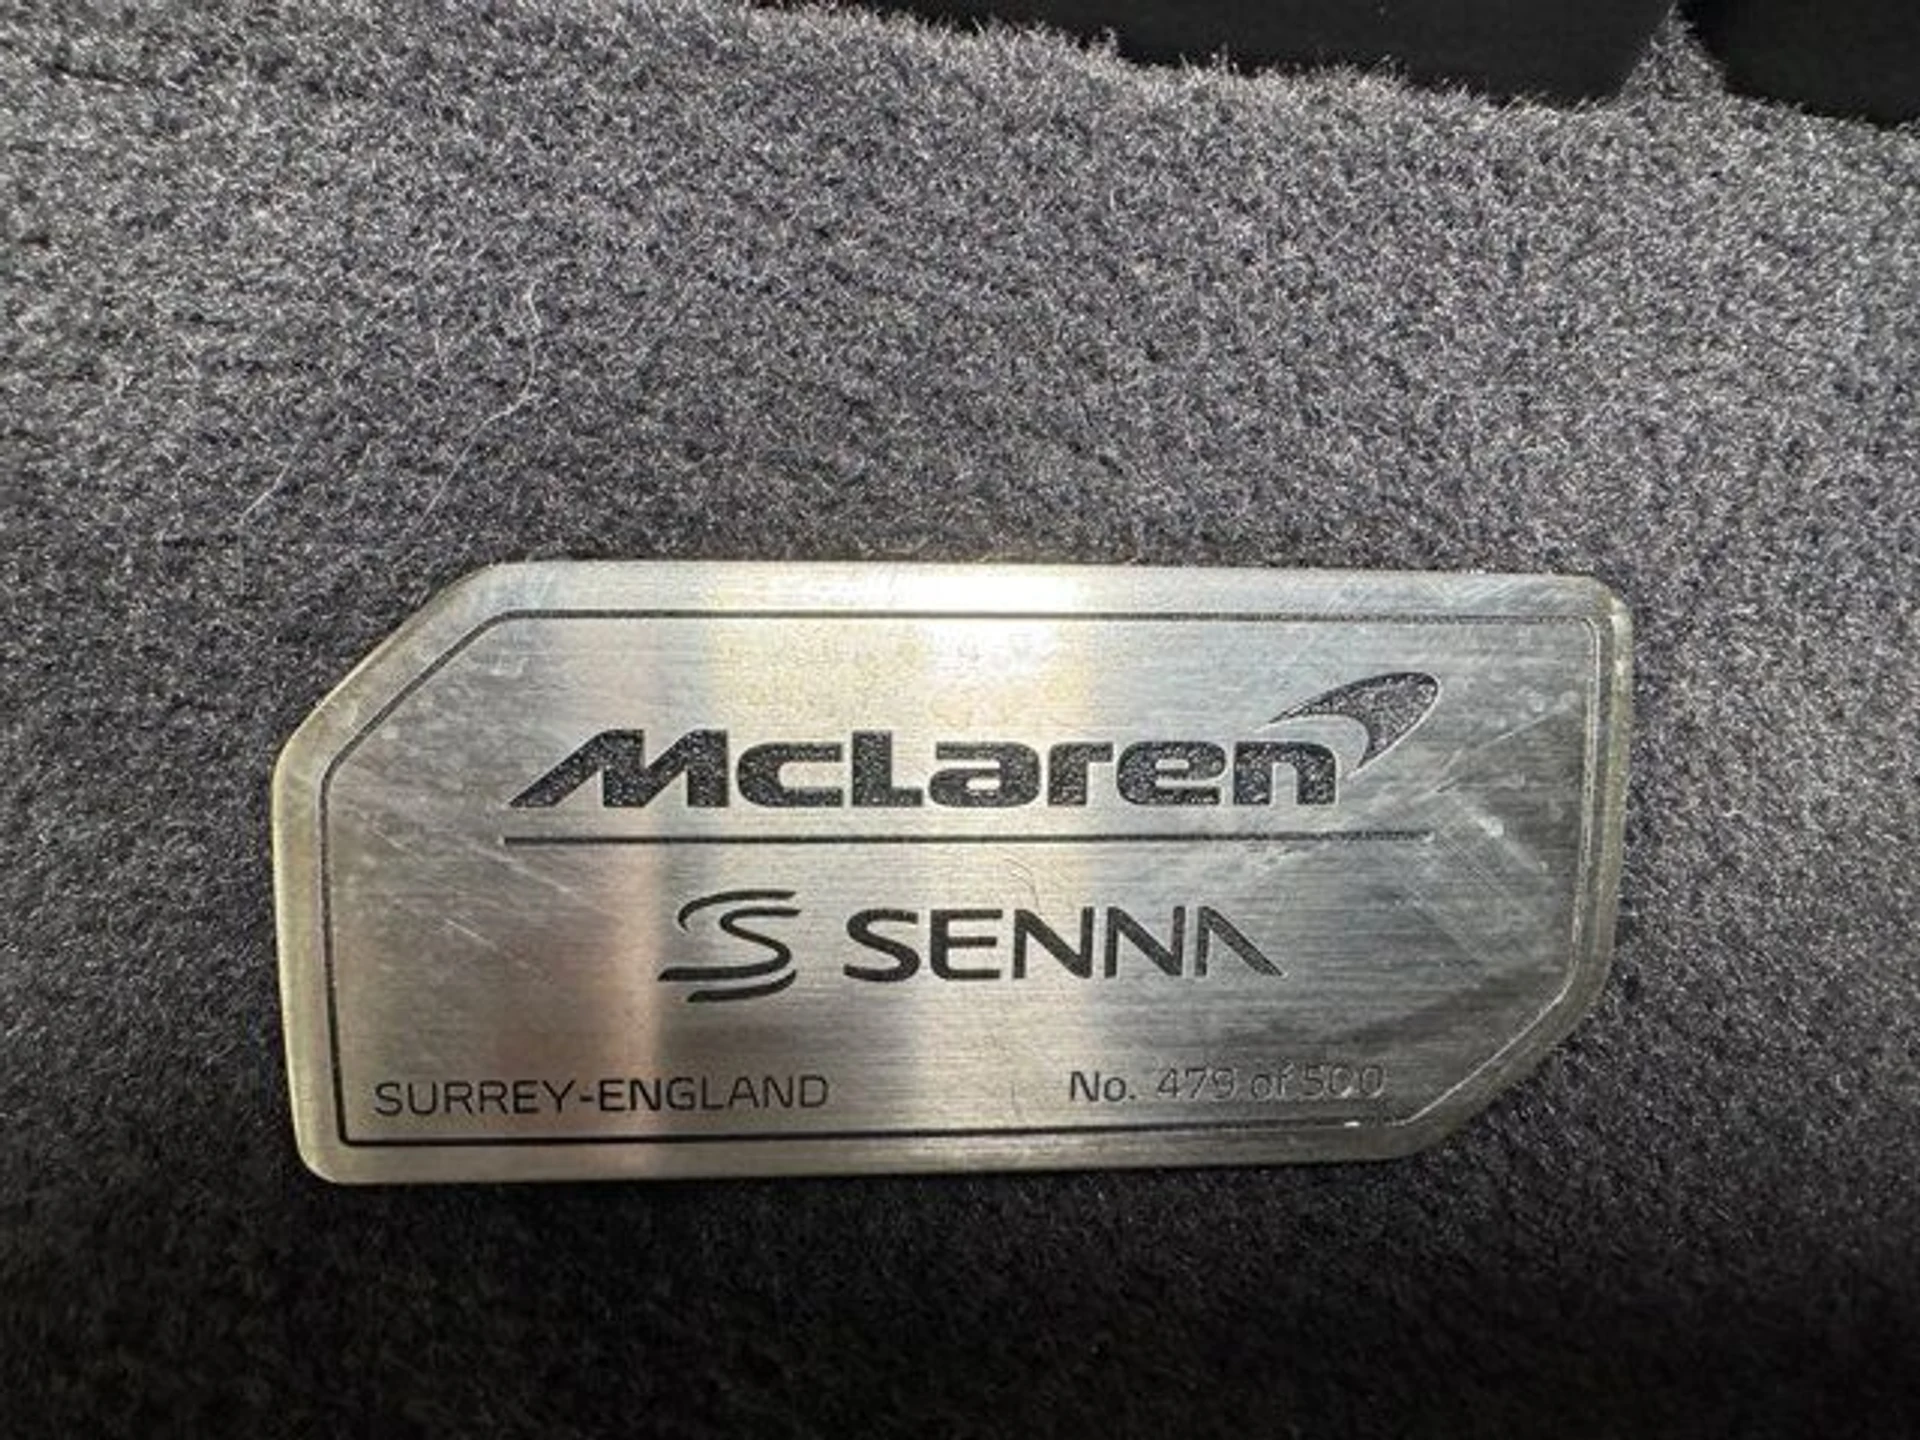 McLaren
SENNA
SURREY-ENGLAND
No. 479 of 500